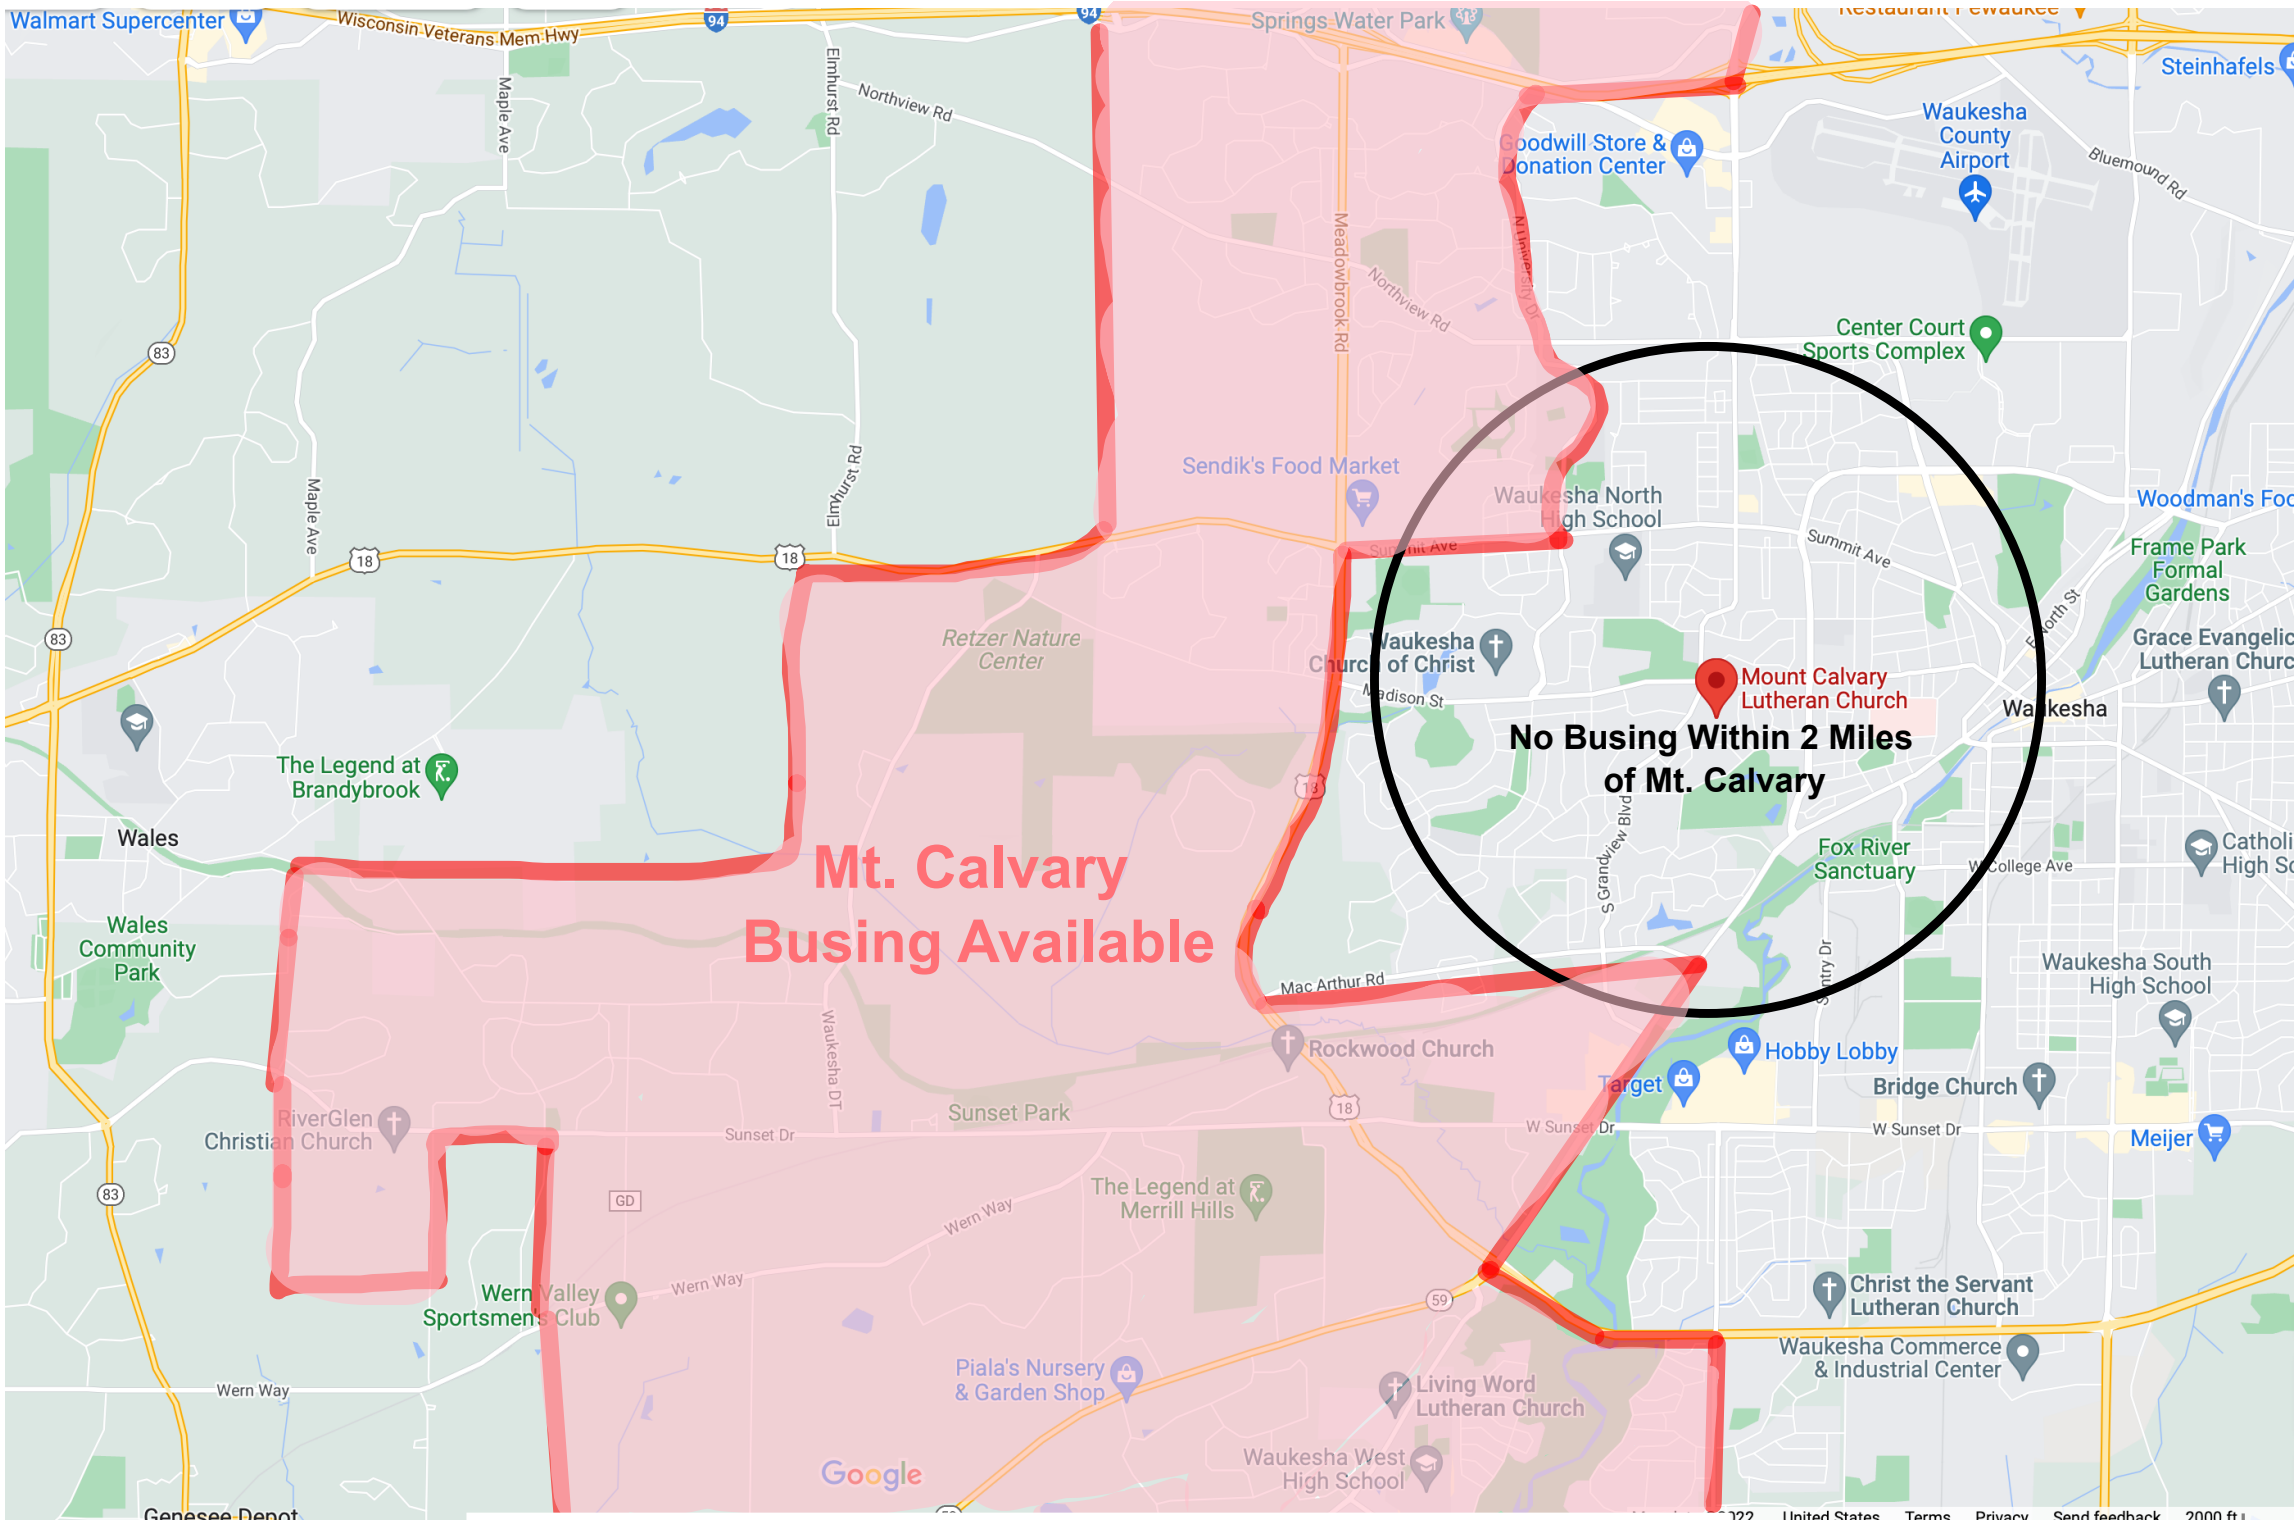 Walmart Supercenter
Wisconsin Veterans Mem Hwy
94
94
Springs Water Park
Restaurant Pewaukee
Steinhafels
Maple Ave
Elmhurst Rd
Northview Rd
Goodwill Store &
Donation Center
Waukesha
County
Airport
Bluemound Rd
N University Dr
Meadowbrook Rd
Northview Rd
83
Center Court
Sports Complex
Sendik's Food Market
Elmhurst Rd
Maple Ave
Waukesha North
High School
Woodman's Foo
18
18
Summit Ave
Summit Ave
Frame Park
Formal
Gardens
E North St
83
Retzer Nature
Center
Waukesha
Church of Christ
Grace Evangelic
Lutheran Churc
Madison St
Mount Calvary
Lutheran Church
Waukesha
No Busing Within 2 Miles
of Mt. Calvary
The Legend at
Brandybrook
18
S Grandview Blvd
Wales
Mt. Calvary
Busing Available
Fox River
Sanctuary
W College Ave
Catholi
High Sc
Wales
Community
Park
Mac Arthur Rd
Waukesha South
High School
Waukesha DT
Rockwood Church
Hobby Lobby
Target
Bridge Church
RiverGlen
Christian Church
Sunset Park
18
Sunset Dr
W Sunset Dr
W Sunset Dr
Meijer
83
GD
The Legend at
Merrill Hills
Wern Way
Wern Way
Wern Valley
Sportsmen's Club
59
Christ the Servant
Lutheran Church
Waukesha Commerce
& Industrial Center
Wern Way
Piala's Nursery
& Garden Shop
Living Word
Lutheran Church
Waukesha West
High School
Google
Genesee Depot
2022 United States Terms Privacy Send feedback 2000 ft